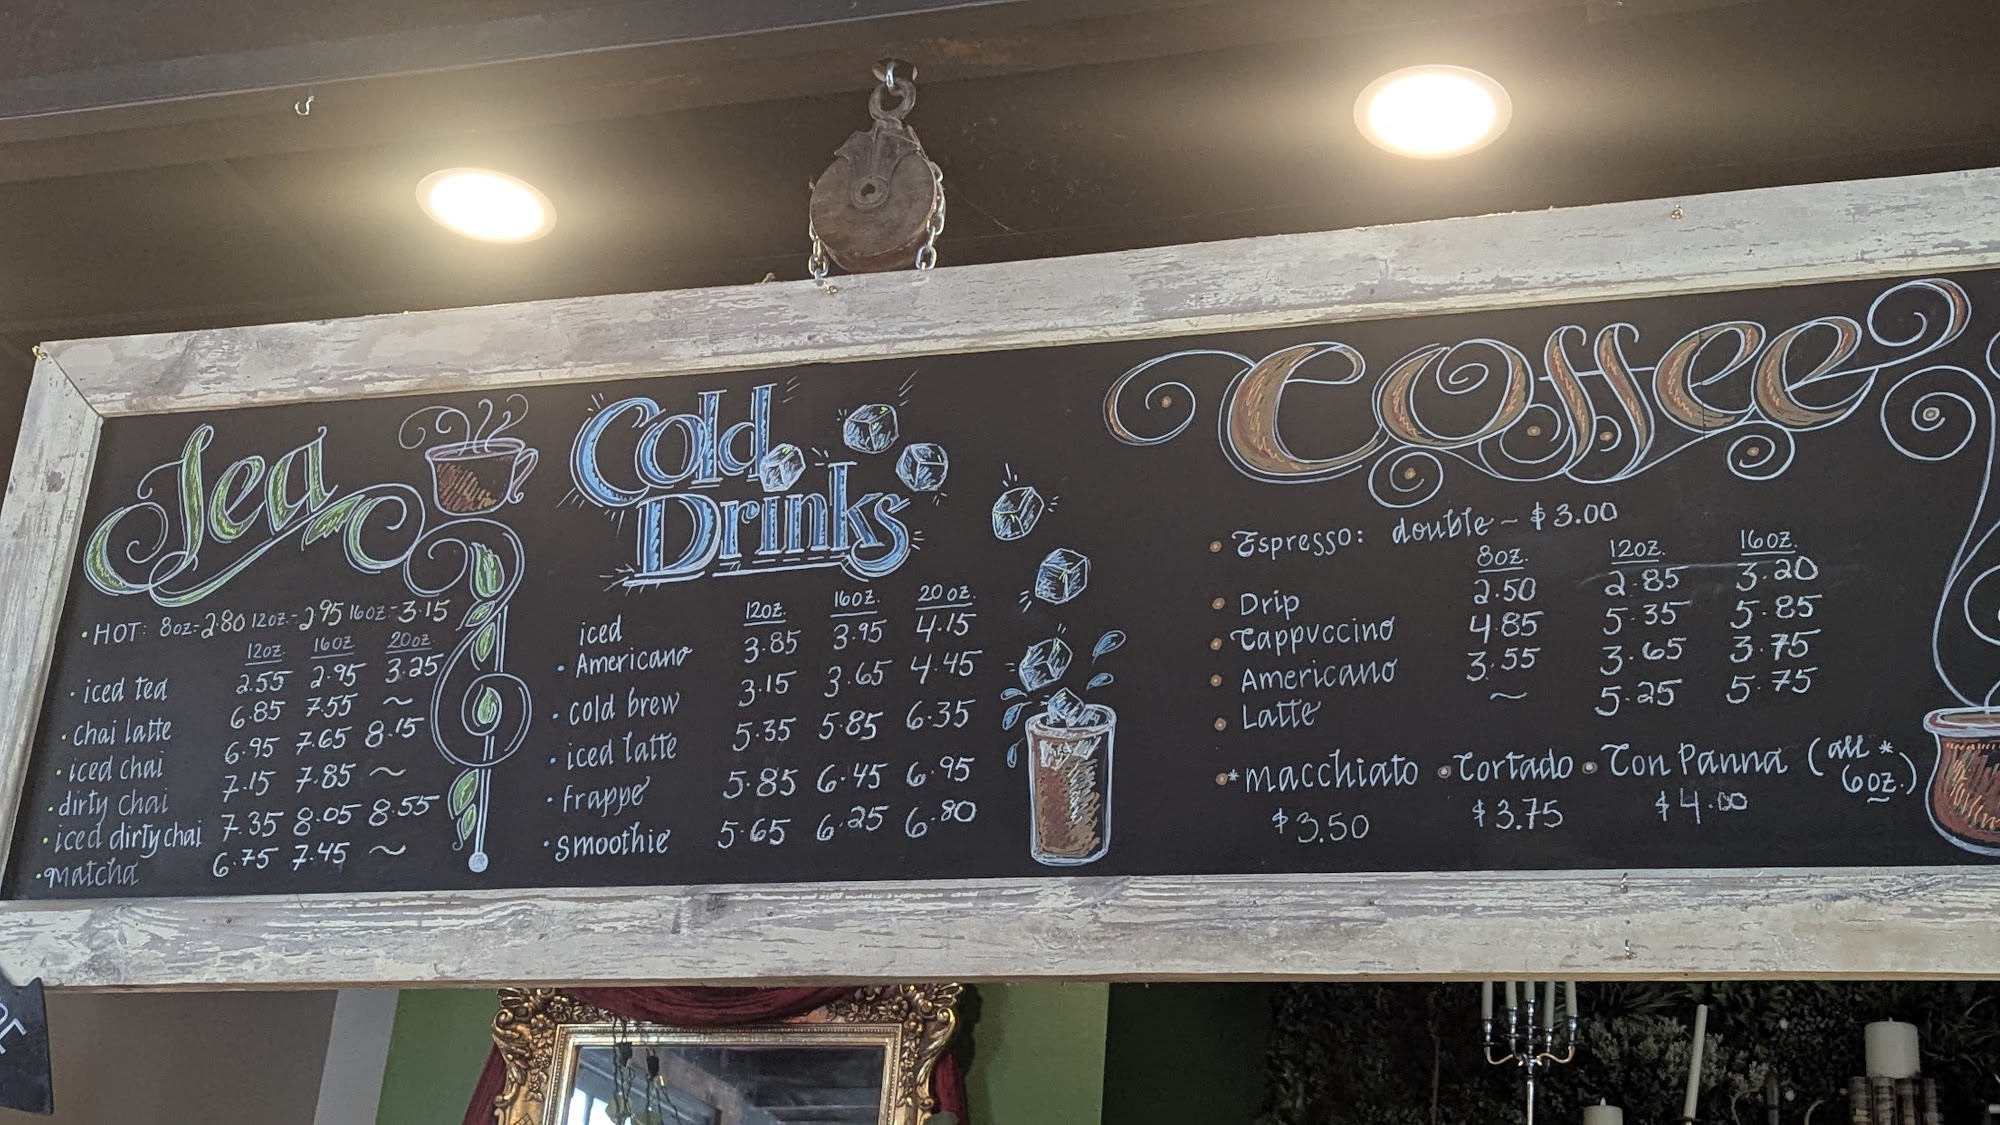 Tea
• HOT: 8oz-2.80 12oz-2.95 16oz-3.15
12oz. 16oz 20oz.
• iced tea 2.55 2.95 3.25
• chai latte 6.85 7.55 ~
• iced chai 6.95 7.65 8.15
• dirty chai 7.15 7.85 ~
• iced dirty chai 7.35 8.05 8.55
• matcha 6.75 7.45 ~
Cold
Drinks
12oz. 16oz. 20oz.
iced
• Americano 3.85 3.95 4.15
• cold brew 3.15 3.65 4.45
• iced latte 5.35 5.85 6.35
• frappe 5.85 6.45 6.95
• smoothie 5.65 6.25 6.80
Coffee
• Espresso: double ~ $3.00
8oz. 12oz. 16oz.
• Drip 2.50 2.85 3.20
• Cappuccino 4.85 5.35 5.85
• Americano 3.55 3.65 3.75
• Latte ~ 5.25 5.75
•* Macchiato • Cortado • Con Panna (all * 6oz.)
$3.50 $3.75 $4.00